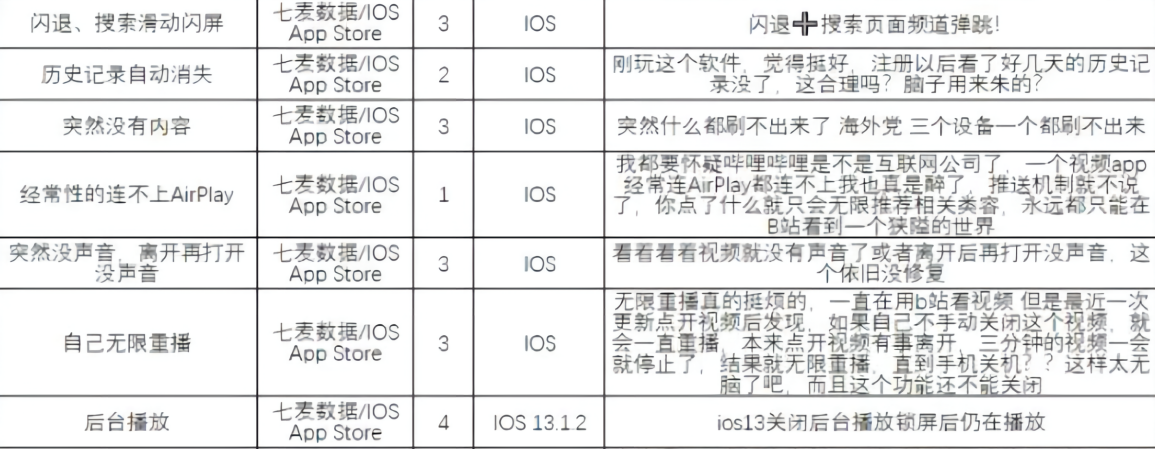 闪退、搜索滑动闪屏
七麦数据/IOS
App Store
3
IOS
闪退➕搜索页面频道弹跳!
历史记录自动消失
七麦数据/IOS
App Store
2
IOS
刚玩这个软件，觉得挺好，注册以后看了好几天的历史记
录没了，这合理吗？脑子用来朱的？
突然没有内容
七麦数据/IOS
App Store
3
IOS
突然什么都刷不出来了 海外党 三个设备一个都刷不出来
经常性的连不上AirPlay
七麦数据/IOS
App Store
1
IOS
我都要怀疑哔哩哔哩是不是互联网公司了，一个视频app
经常连AirPlay都连不上我也真是醉了，推送机制就不说
了，你点了什么就只会无限推荐相关类容，永远都只能在
B站看到一个狭隘的世界
突然没声音，离开再打开
没声音
七麦数据/IOS
App Store
3
IOS
看看看看视频就没有声音了或者离开后再打开没声音，这
个依旧没修复
自己无限重播
七麦数据/IOS
App Store
3
IOS
无限重播真的挺烦的，一直在用b站看视频 但是最近一次
更新点开视频后发现，如果自己不手动关闭这个视频，就
会一直重播，本来点开视频有事离开，三分钟的视频一会
就停止了，结果就无限重播，直到手机关机？？这样太无
脑了吧，而且这个功能还不能关闭
后台播放
七麦数据/IOS
App Store
4
IOS 13.1.2
ios13关闭后台播放锁屏后仍在播放